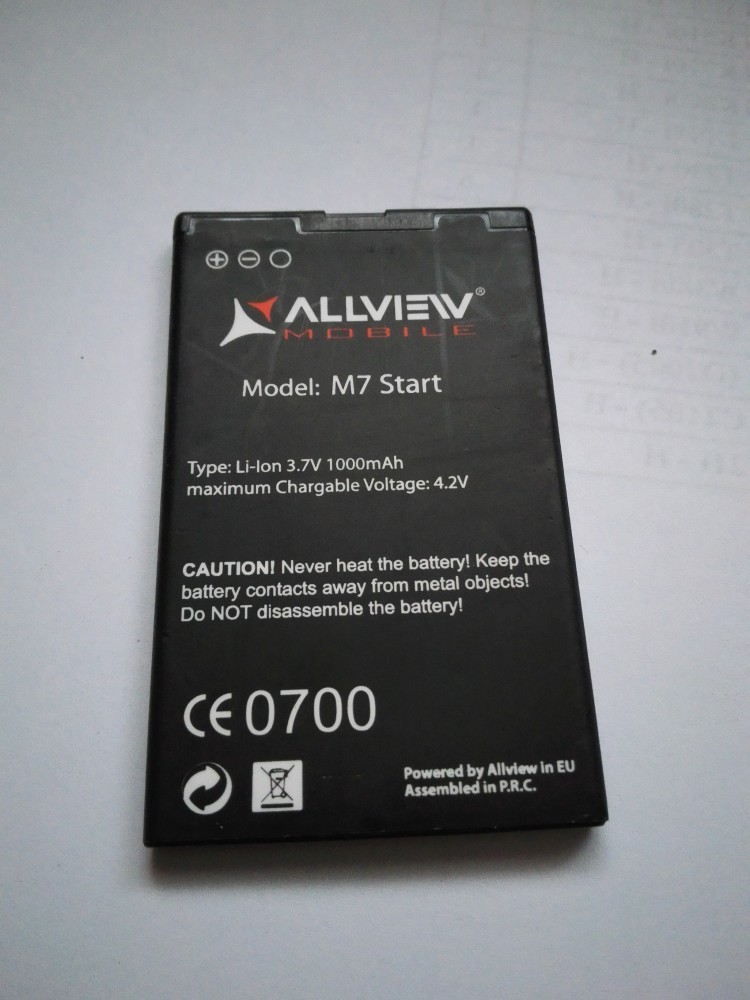 ALLVIEW®
MOBILE
Model: M7 Start
Type: Li-Ion 3.7V 1000mAh
maximum Chargable Voltage: 4.2V
CAUTION! Never heat the battery! Keep the
battery contacts away from metal objects!
Do NOT disassemble the battery!
CE 0700
Powered by Allview in EU
Assembled in P.R.C.